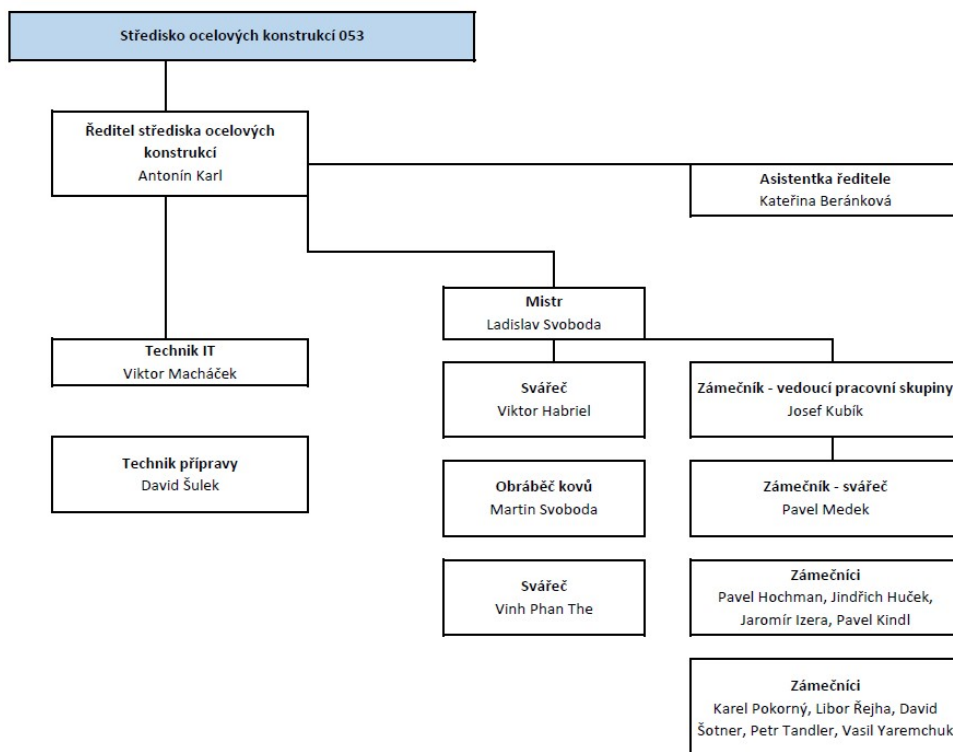 Středisko ocelových konstrukcí 053
Ředitel střediska ocelových
konstrukcí
Antonín Karl
Asistentka ředitele
Kateřina Beránková
Mistr
Ladislav Svoboda
Technik IT
Viktor Macháček
Svářeč
Viktor Habriel
Zámečník - vedoucí pracovní skupiny
Josef Kubík
Technik přípravy
David Šulek
Obráběč kovů
Martin Svoboda
Zámečník - svářeč
Pavel Medek
Svářeč
Vinh Phan The
Zámečníci
Pavel Hochman, Jindřich Huček,
Jaromír Izera, Pavel Kindl
Zámečníci
Karel Pokorný, Libor Řejha, David
Šotner, Petr Tandler, Vasil Yaremchuk